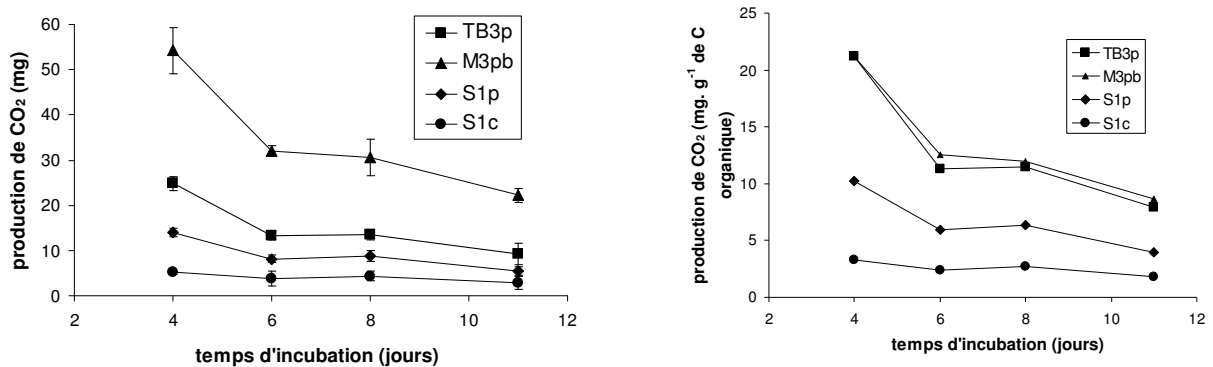 60
50
40
30
20
10
0
2
4
6
8
10
12
production de CO₂ (mg)
temps d'incubation (jours)
TB3p
M3pb
S1p
S1c
25
20
15
10
5
0
2
4
6
8
10
12
production de CO₂ (mg. g⁻¹ de C
organique)
temps d'incubation (jours)
TB3p
M3pb
S1p
S1c